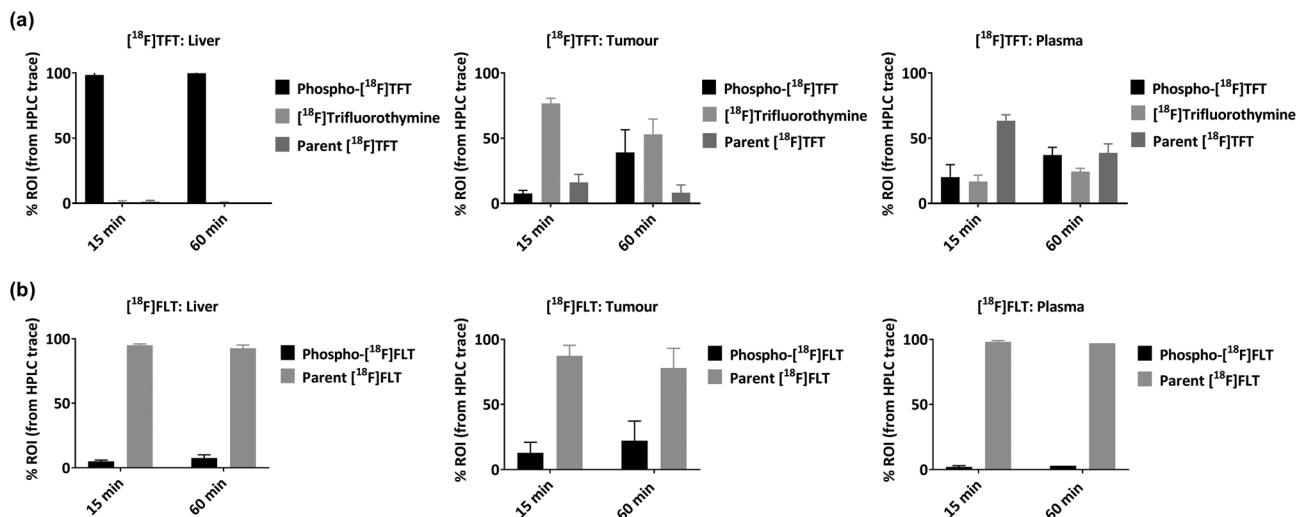 (a)
[¹⁸F]TFT: Liver
% ROI (from HPLC trace)
100
50
0
15 min
60 min
Phospho-[¹⁸F]TFT
[¹⁸F]Trifluorothymine
Parent [¹⁸F]TFT
[¹⁸F]TFT: Tumour
% ROI (from HPLC trace)
100
50
0
15 min
60 min
Phospho-[¹⁸F]TFT
[¹⁸F]Trifluorothymine
Parent [¹⁸F]TFT
[¹⁸F]TFT: Plasma
% ROI (from HPLC trace)
100
50
0
15 min
60 min
Phospho-[¹⁸F]TFT
[¹⁸F]Trifluorothymine
Parent [¹⁸F]TFT
(b)
[¹⁸F]FLT: Liver
% ROI (from HPLC trace)
100
50
0
15 min
60 min
Phospho-[¹⁸F]FLT
Parent [¹⁸F]FLT
[¹⁸F]FLT: Tumour
% ROI (from HPLC trace)
100
50
0
15 min
60 min
Phospho-[¹⁸F]FLT
Parent [¹⁸F]FLT
[¹⁸F]FLT: Plasma
% ROI (from HPLC trace)
100
50
0
15 min
60 min
Phospho-[¹⁸F]FLT
Parent [¹⁸F]FLT